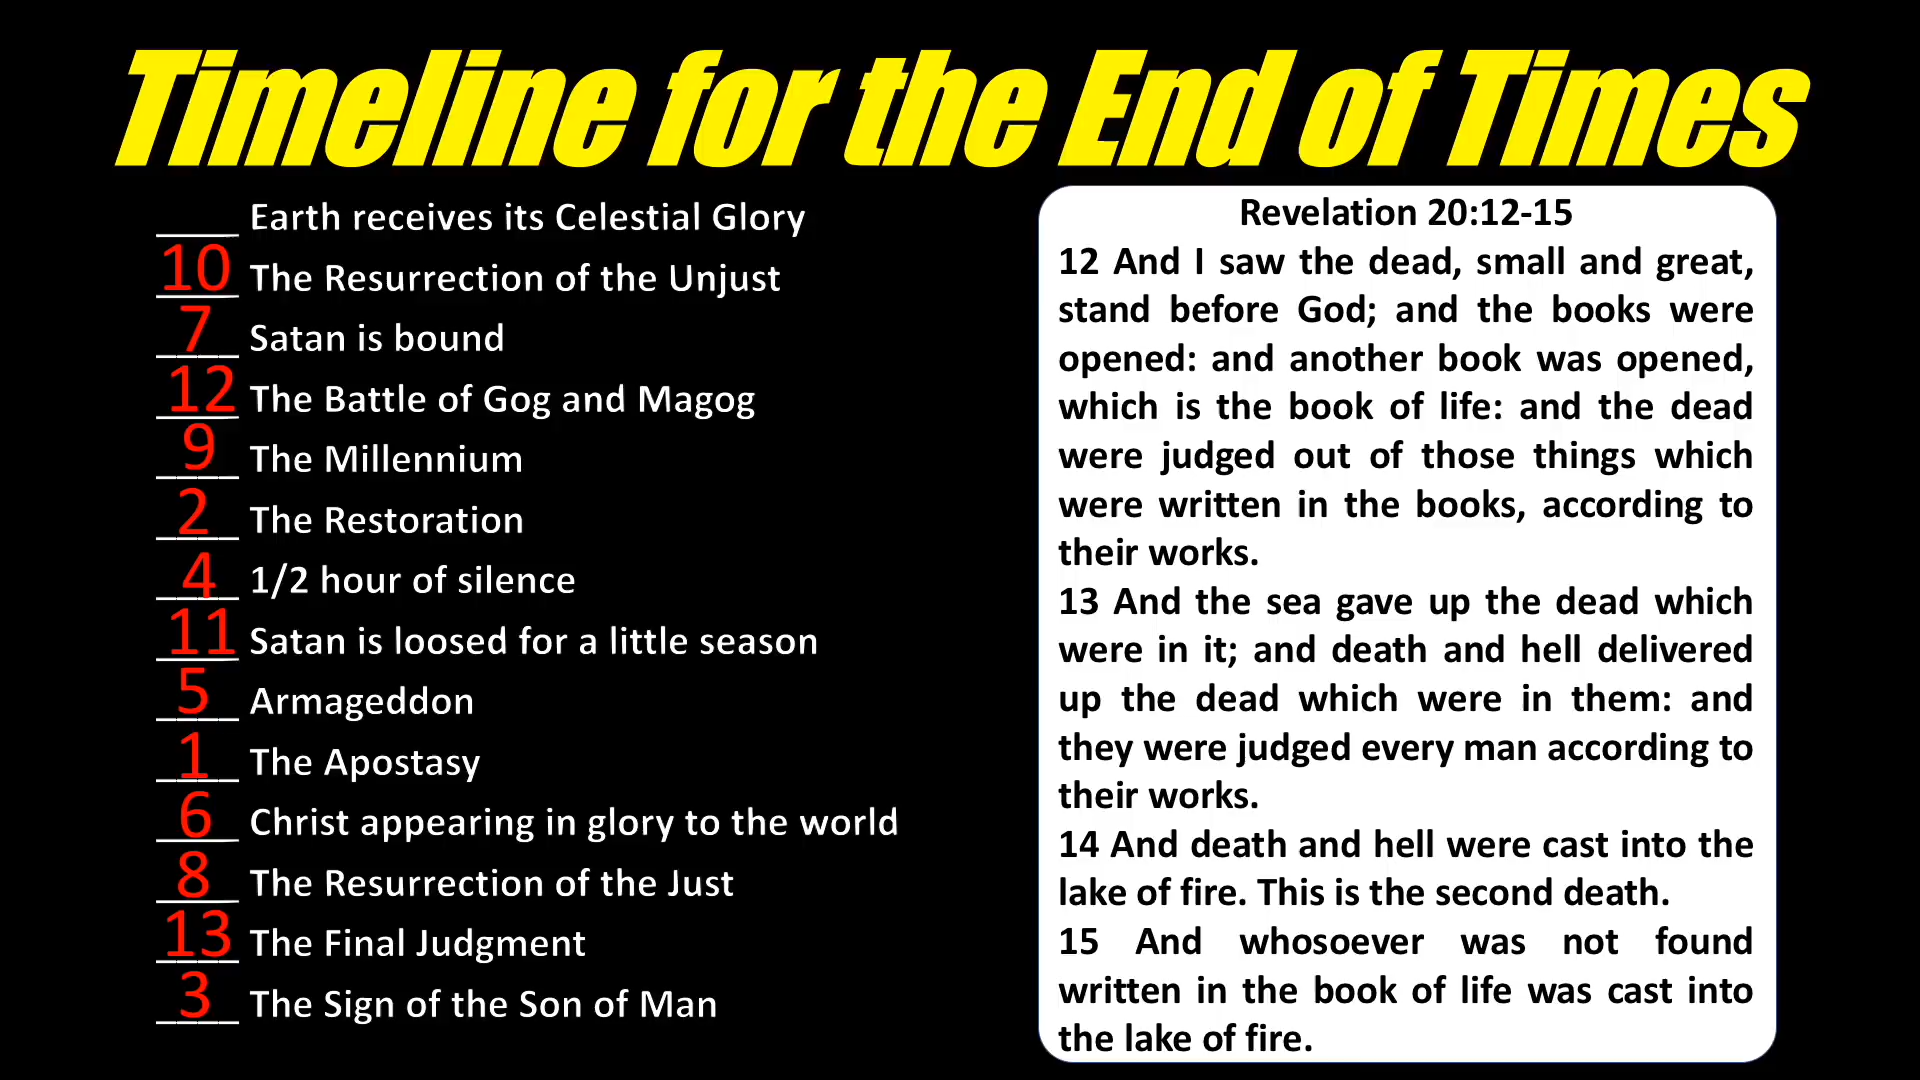 Timeline for the End of Times
____ Earth receives its Celestial Glory
10 The Resurrection of the Unjust
7 Satan is bound
12 The Battle of Gog and Magog
9 The Millennium
2 The Restoration
4 1/2 hour of silence
11 Satan is loosed for a little season
5 Armageddon
1 The Apostasy
6 Christ appearing in glory to the world
8 The Resurrection of the Just
13 The Final Judgment
3 The Sign of the Son of Man
Revelation 20:12-15
12 And I saw the dead, small and great,
stand before God; and the books were
opened: and another book was opened,
which is the book of life: and the dead
were judged out of those things which
were written in the books, according to
their works.
13 And the sea gave up the dead which
were in it; and death and hell delivered
up the dead which were in them: and
they were judged every man according to
their works.
14 And death and hell were cast into the
lake of fire. This is the second death.
15 And whosoever was not found
written in the book of life was cast into
the lake of fire.